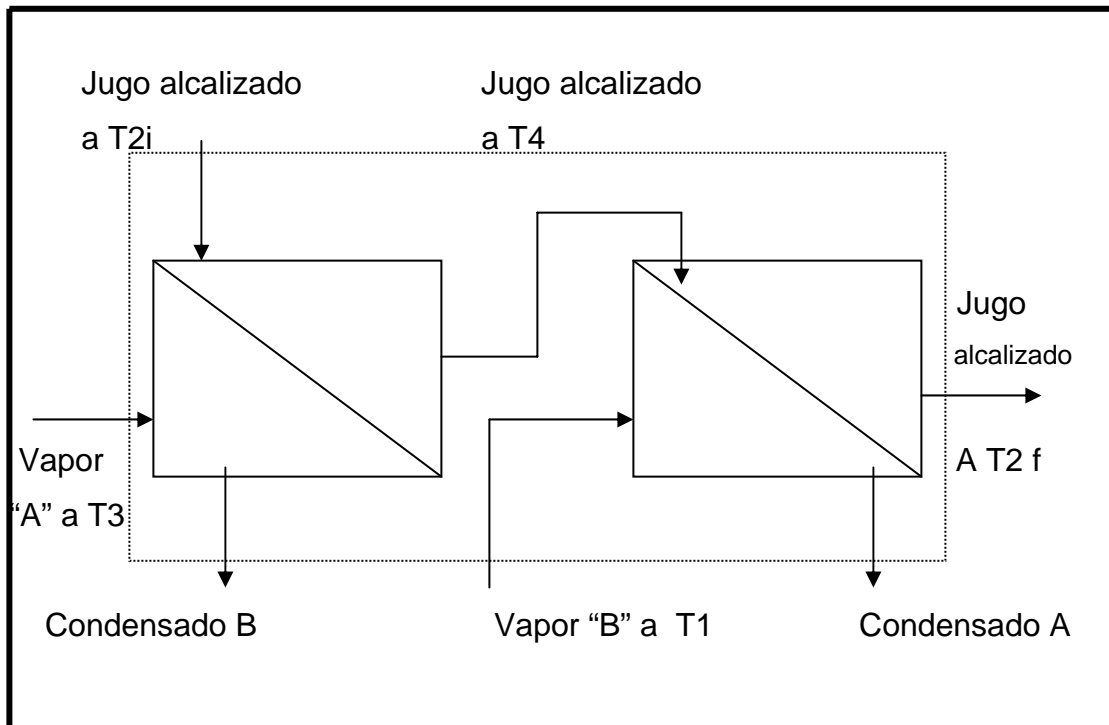 Jugo alcalizado
a T2i
Jugo alcalizado
a T4
Jugo
alcalizado
A T2 f
Vapor
“A” a T3
Condensado B
Vapor “B” a T1
Condensado A